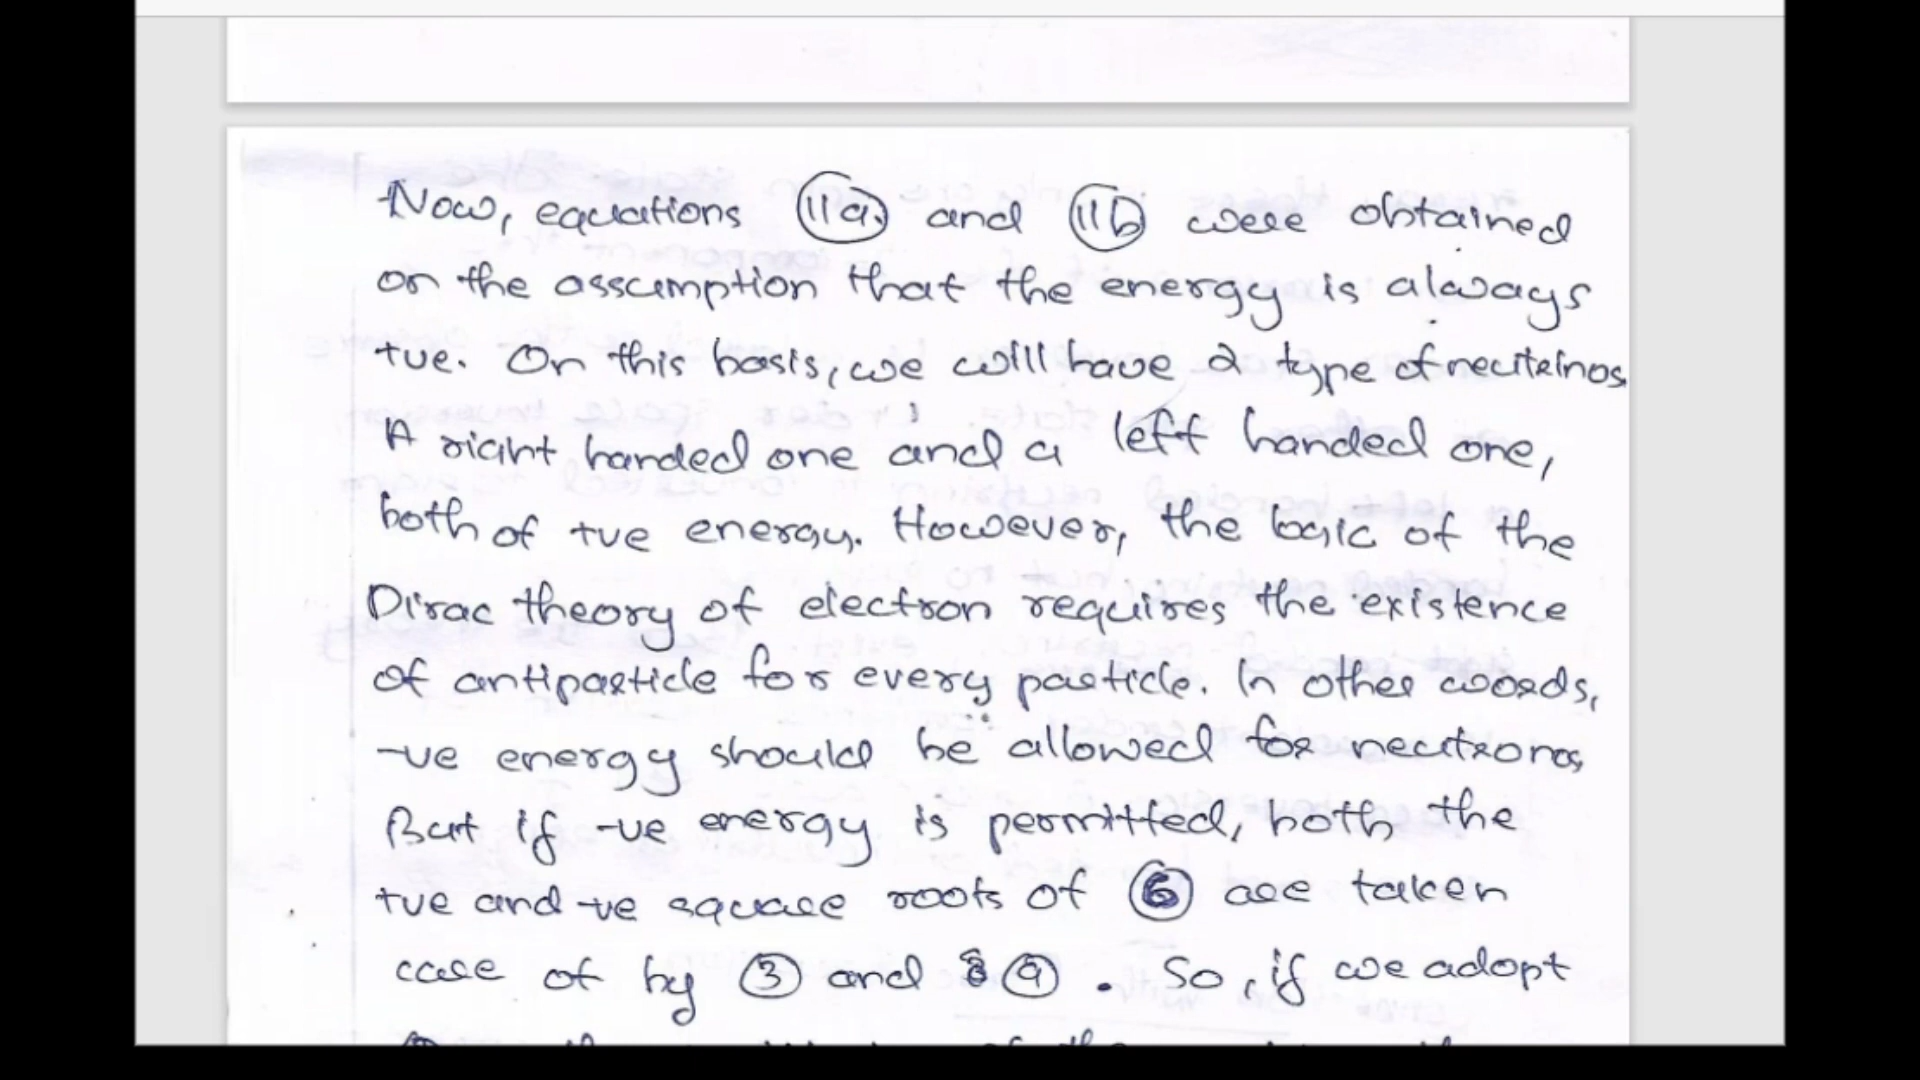 Now, equations 11a and 11b were obtained
on the assumption that the energy is always
+ve. On this basis, we will have 2 type of neutrinos
A right handed one and a left handed one,
both of +ve energy. However, the logic of the
Dirac theory of electron requires the existence
of antiparticle for every particle. In other words,
-ve energy should be allowed for neutrons
But if -ve energy is permitted, both the
+ve and -ve square roots of 6 are taken
care of by 3 and 9. So, if we adopt